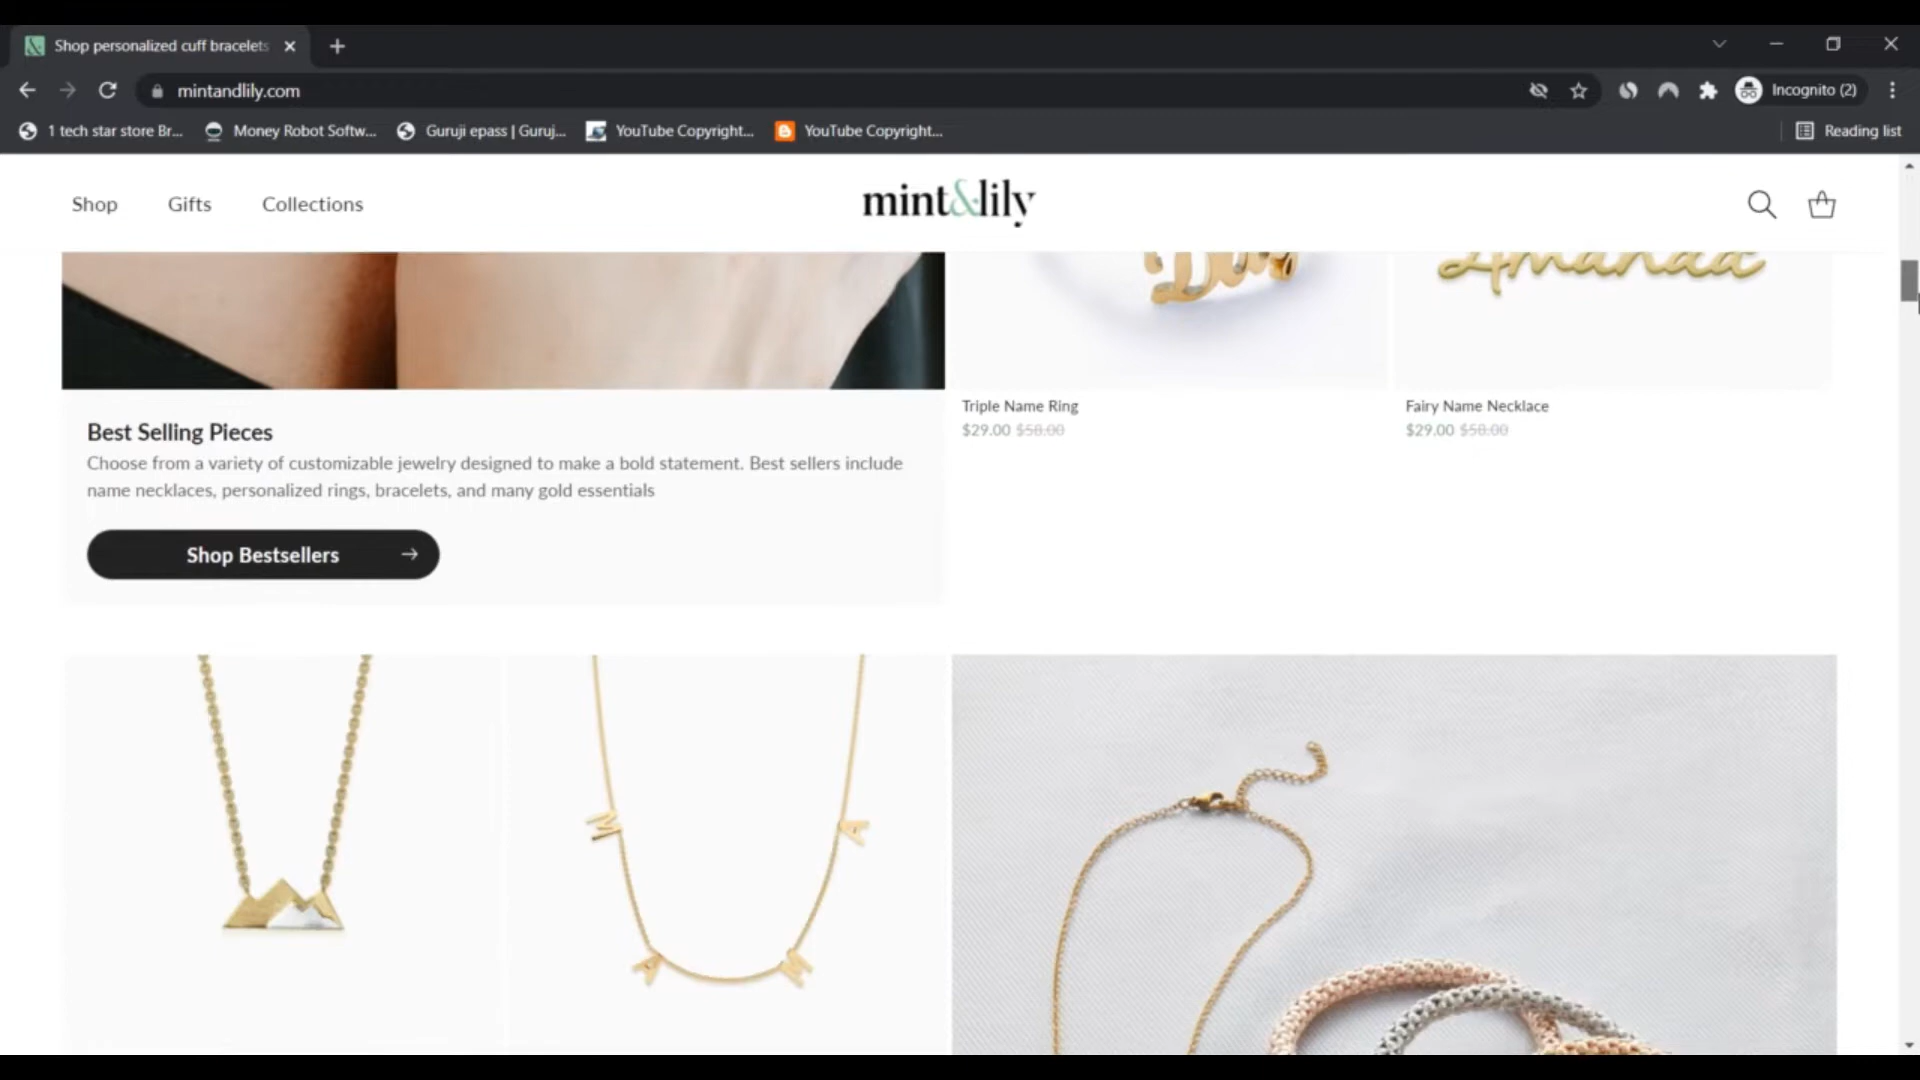 Shop personalized cuff bracelets
mintandlily.com
Incognito (2)
1 tech star store Br...
Money Robot Softw...
Guruji epass | Guruj...
YouTube Copyright...
YouTube Copyright...
Reading list
Shop
Gifts
Collections
mint&lily
Amanda
Best Selling Pieces
Choose from a variety of customizable jewelry designed to make a bold statement. Best sellers include
name necklaces, personalized rings, bracelets, and many gold essentials
Shop Bestsellers
Triple Name Ring
$29.00 $58.00
Fairy Name Necklace
$29.00 $58.00
M A M A